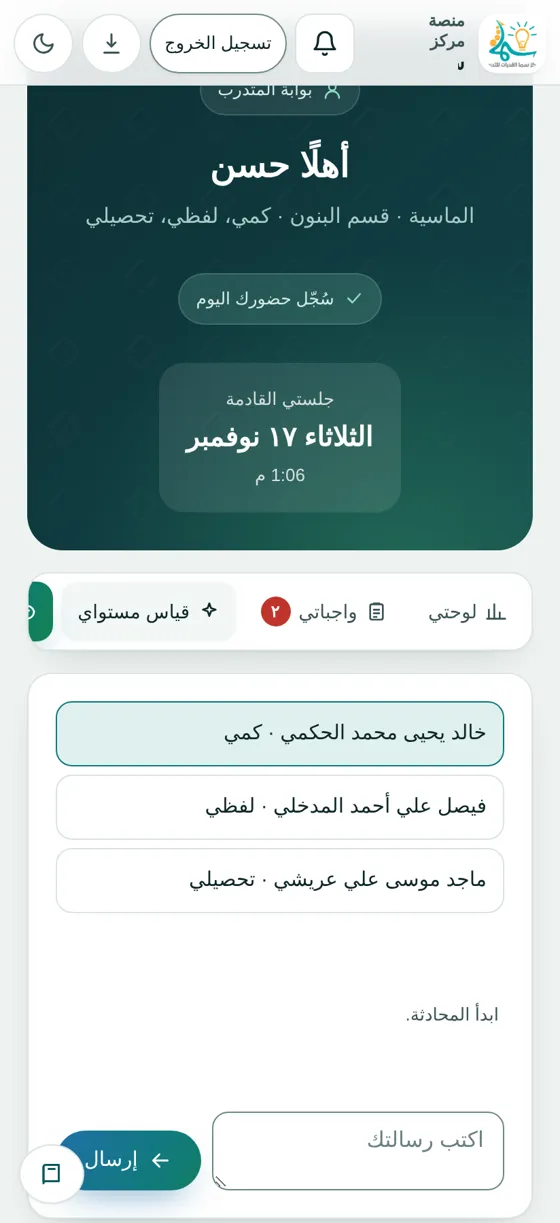 منصة
مركز
تسجيل الخروج
بوابة المتدرب
أهلًا حسن
الماسية · قسم البنون · كمي، لفظي، تحصيلي
سُجّل حضورك اليوم
جلستي القادمة
الثلاثاء ١٧ نوفمبر
1:06 م
لوحتي
واجباتي ٢
قياس مستواي
خالد يحيى محمد الحكمي · كمي
فيصل علي أحمد المدخلي · لفظي
ماجد موسى علي عريشي · تحصيلي
ابدأ المحادثة.
اكتب رسالتك
إرسال